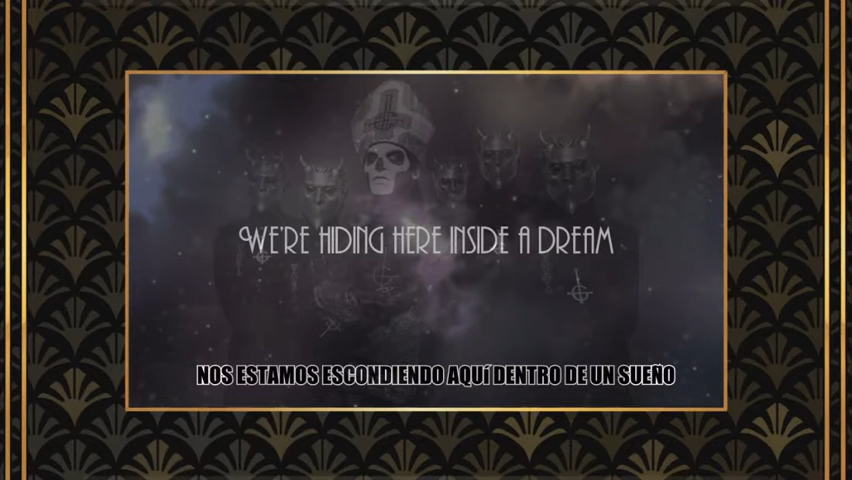 WE'RE HIDING HERE INSIDE A DREAM
NOS ESTAMOS ESCONDIENDO AQUÍ DENTRO DE UN SUEÑO